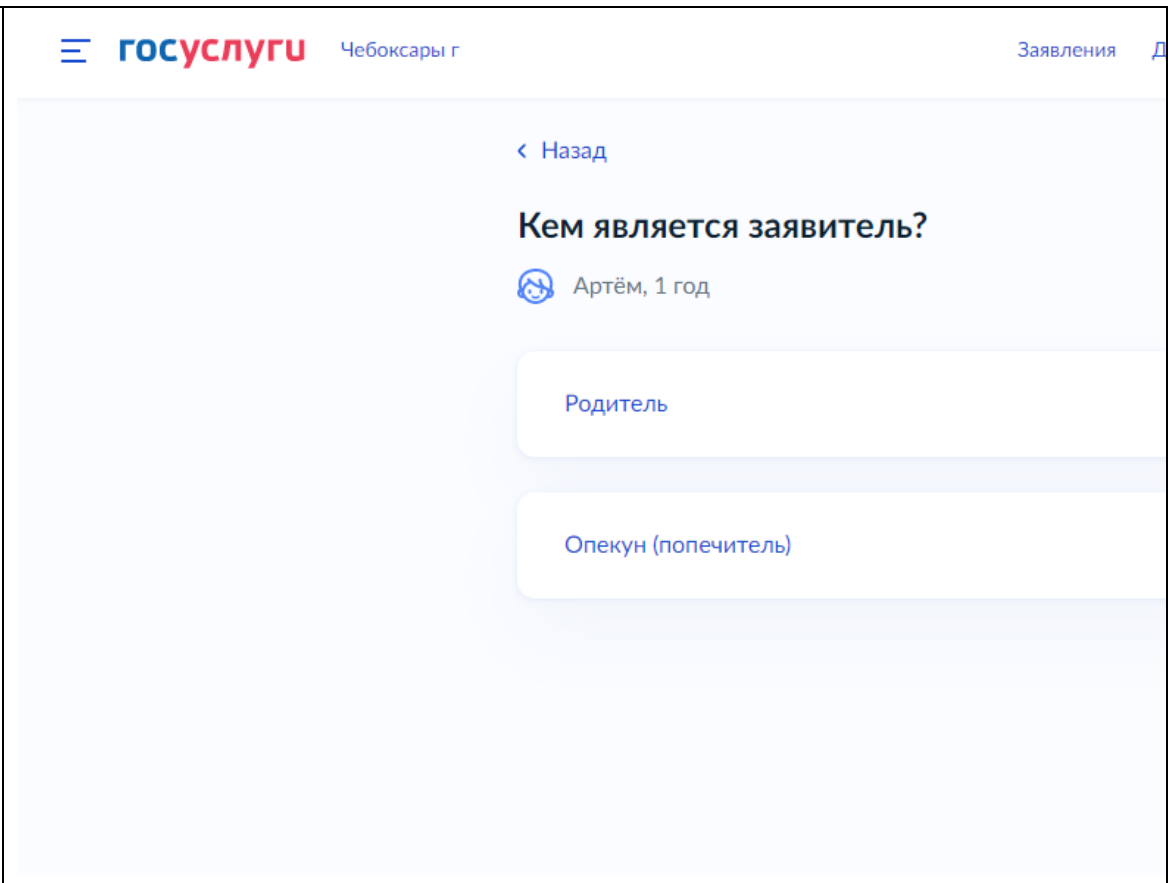 госуслуги Чебоксары г Заявления Д
Назад
Кем является заявитель?
Артём, 1 год
Родитель
Опекун (попечитель)